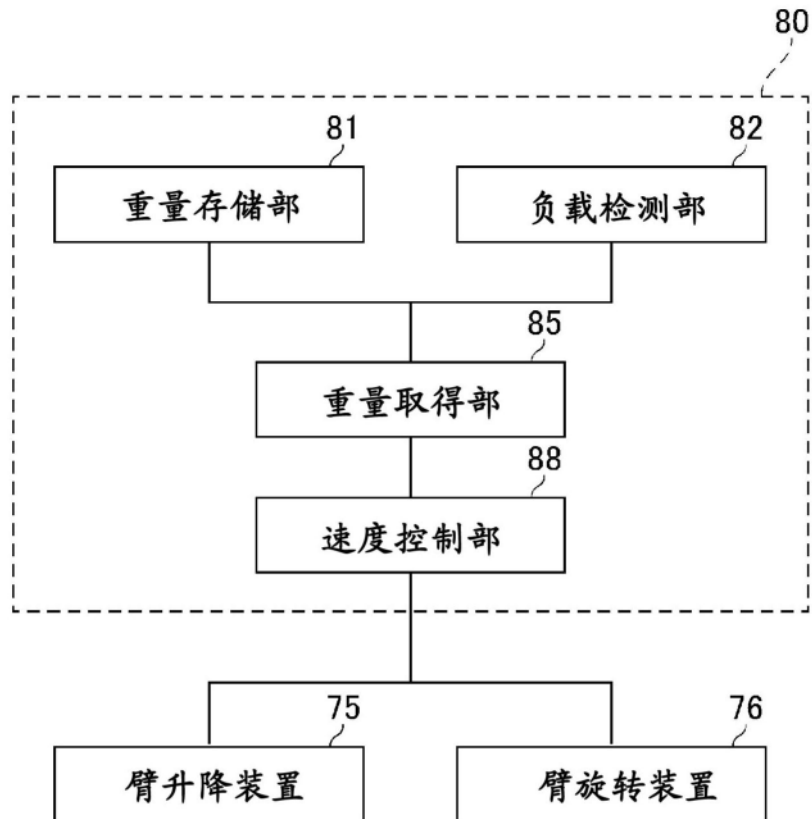 80
81
82
重量存储部
负载检测部
85
重量取得部
88
速度控制部
75
76
臂升降装置
臂旋转装置